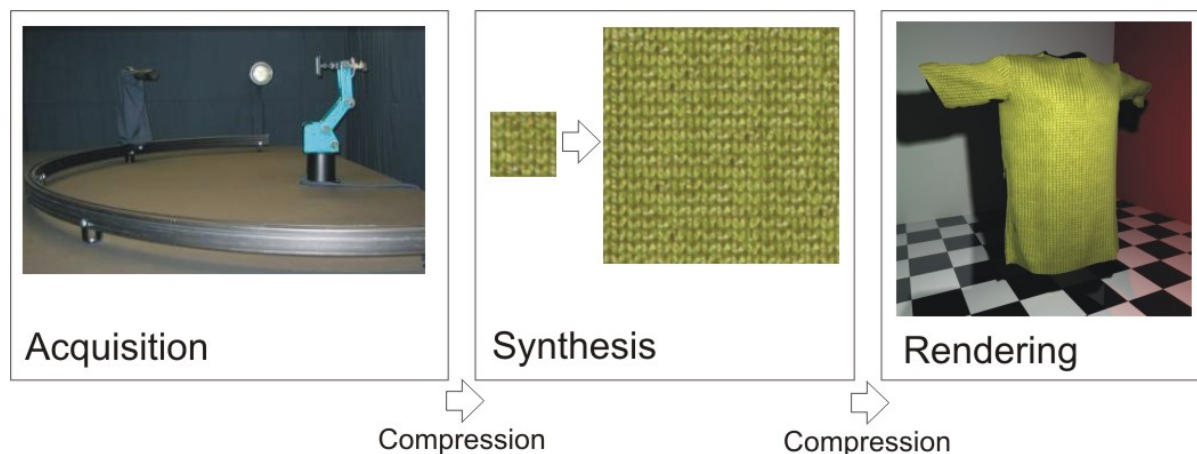 Acquisition
Synthesis
Rendering
Compression
Compression